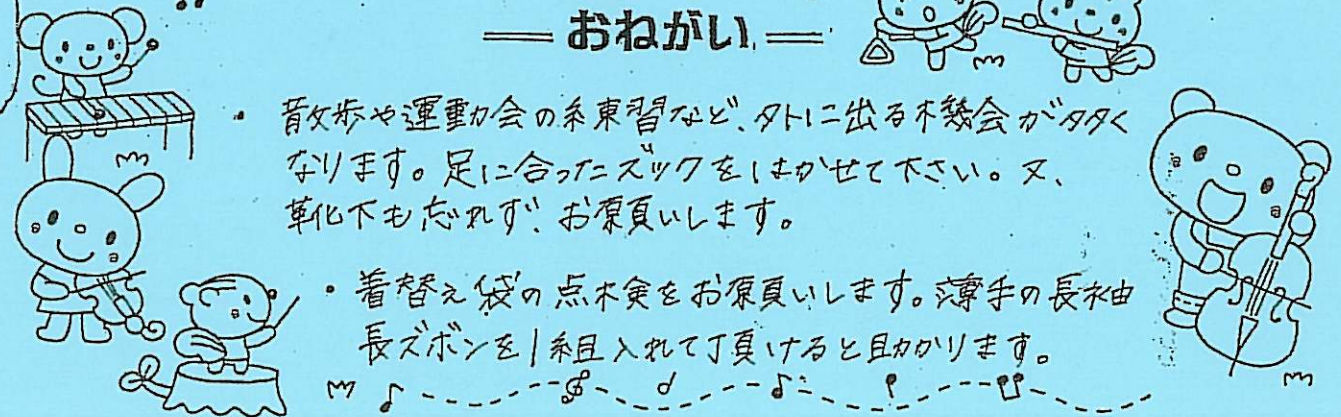 おねがい
・散歩や運動会の練習など、外に出る機会が多く
なります。足に合ったズックをはかせて下さい。又、
靴下も忘れず、お願いします。
・着替え袋の点検をお願いします。薄手の長袖
長ズボンを1組入れて頂けると助かります。